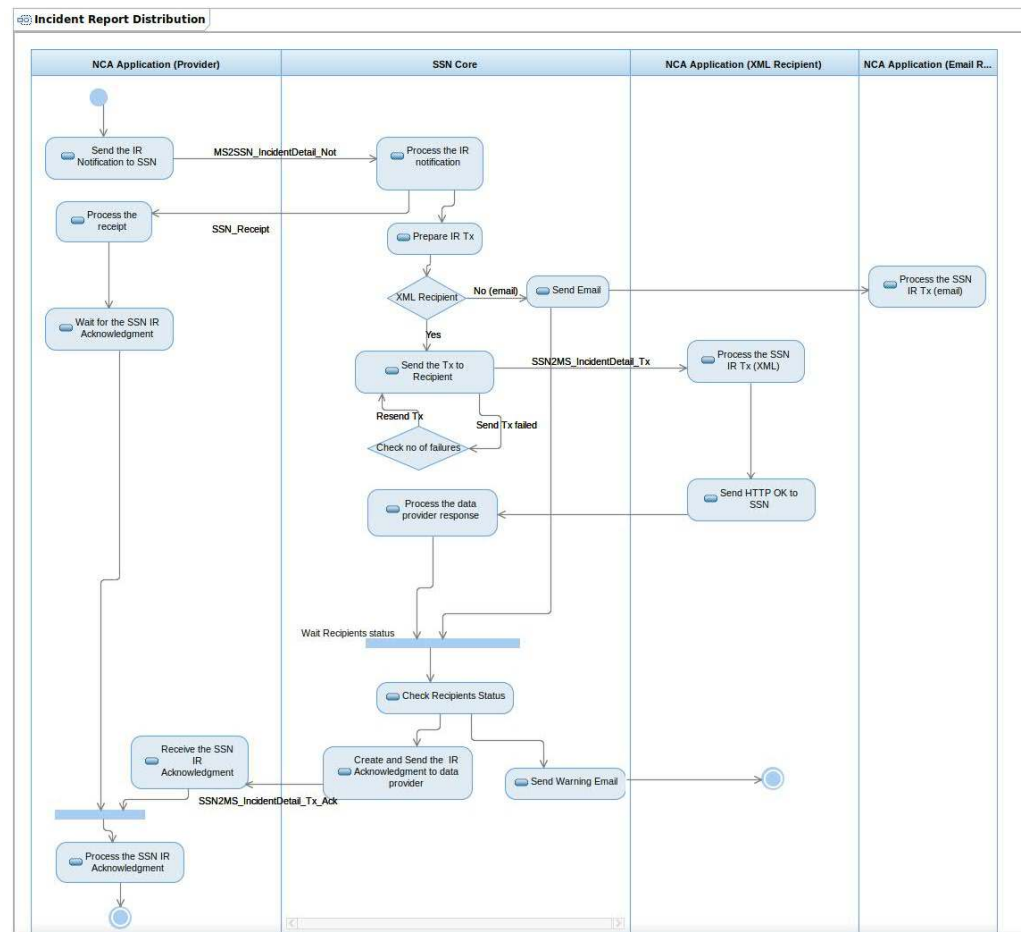 Incident Report Distribution
NCA Application (Provider)
SSN Core
NCA Application (XML Recipient)
NCA Application (Email R...
Send the IR
Notification to SSN
MS2SSN_IncidentDetail_Not
Process the IR
notification
Process the
receipt
SSN_Receipt
Prepare IR Tx
XML Recipient
No (email)
Send Email
Process the SSN
IR Tx (email)
Yes
Wait for the SSN IR
Acknowledgment
Send the Tx to
Recipient
SSN2MS_IncidentDetail_Tx
Process the SSN
IR Tx (XML)
Resend Tx
Send Tx failed
Check no of failures
Process the data
provider response
Send HTTP OK to
SSN
Wait Recipients status
Check Recipients Status
Receive the SSN
IR
Acknowledgment
Create and Send the IR
Acknowledgment to data
provider
Send Warning Email
SSN2MS_IncidentDetail_Tx_Ack
Process the SSN IR
Acknowledgment